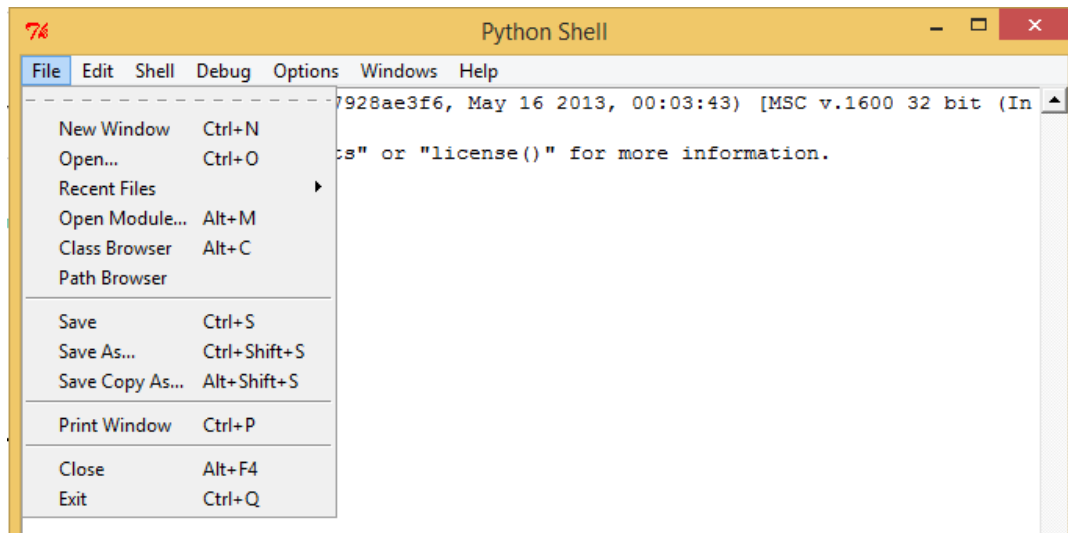 Python Shell
File Edit Shell Debug Options Windows Help
7928ae3f6, May 16 2013, 00:03:43) [MSC v.1600 32 bit (In
New Window Ctrl+N
Open... Ctrl+O
ts" or "license()" for more information.
Recent Files
Open Module... Alt+M
Class Browser Alt+C
Path Browser
Save Ctrl+S
Save As... Ctrl+Shift+S
Save Copy As... Alt+Shift+S
Print Window Ctrl+P
Close Alt+F4
Exit Ctrl+Q